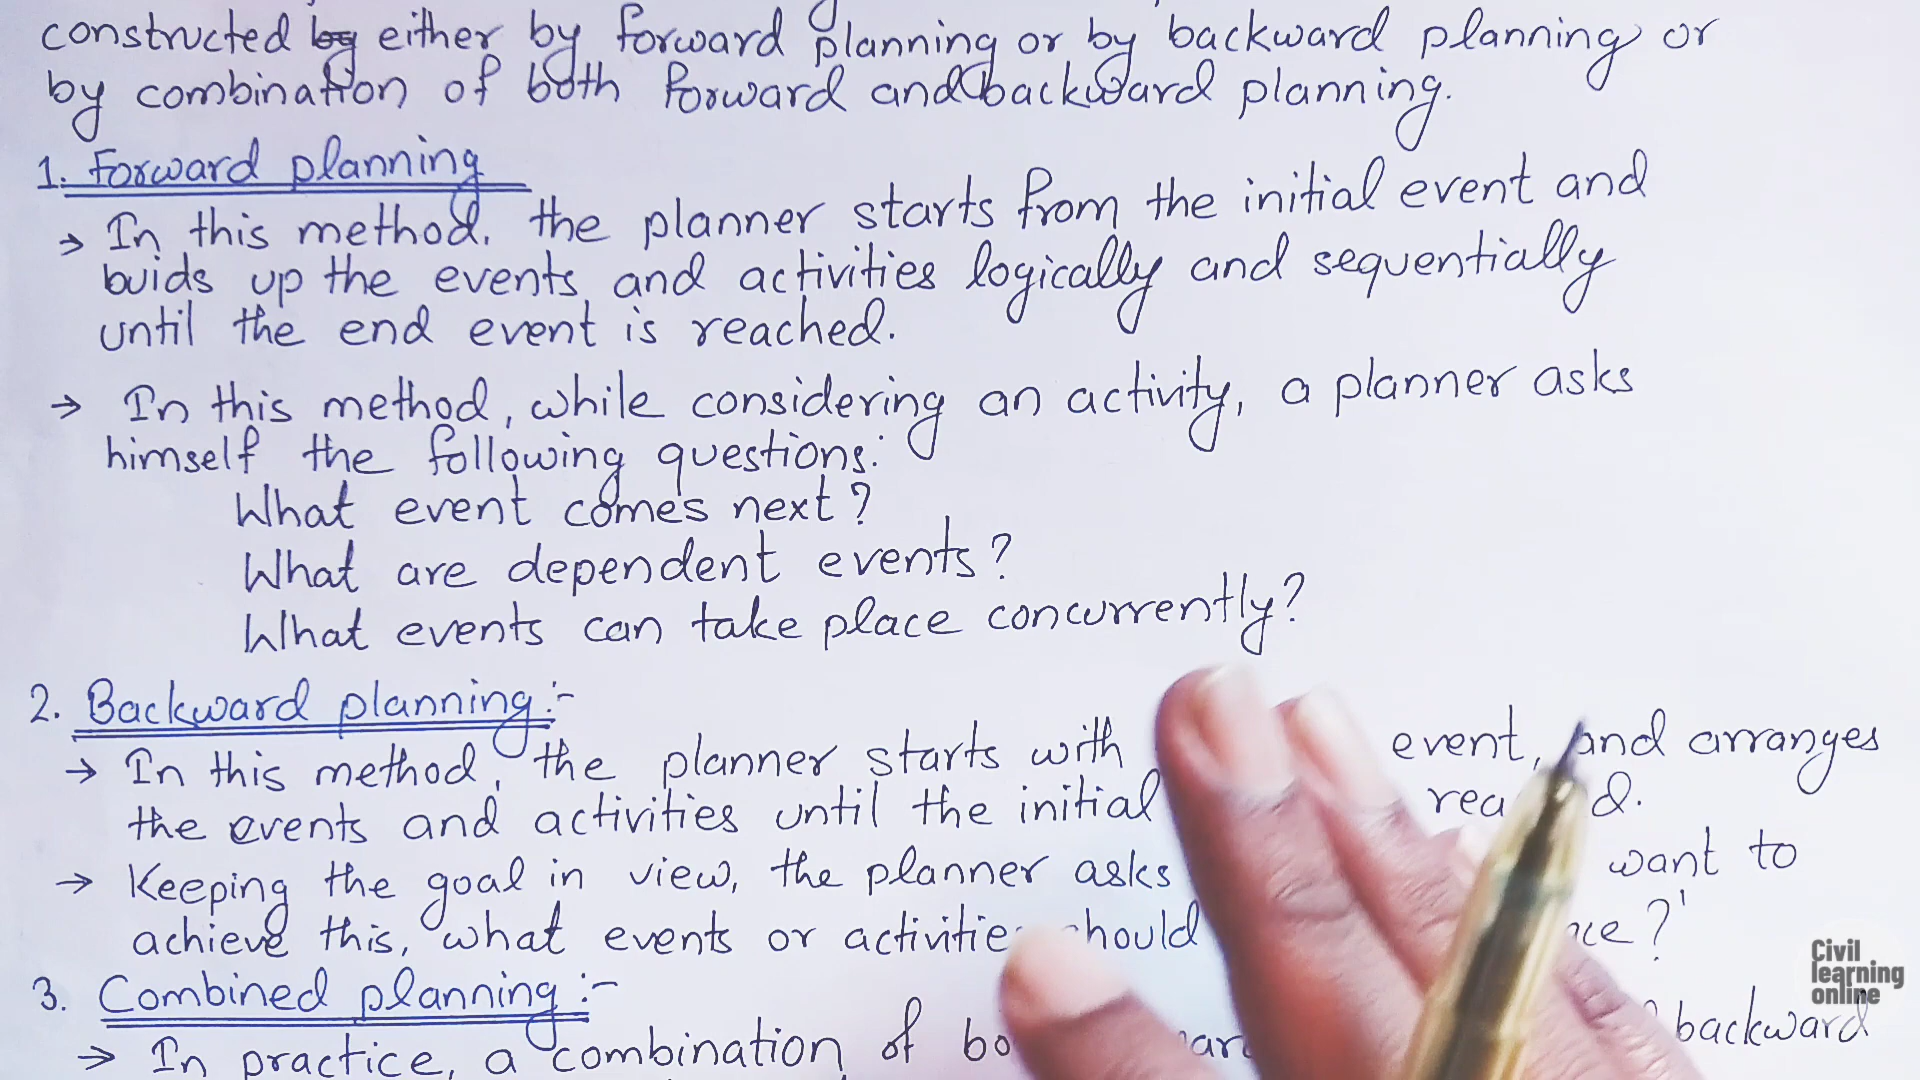 constructed by either by forward planning or by backward planning or
by combination of both forward and backward planning.
1. Forward planning
→ In this method, the planner starts from the initial event and
buids up the events and activities logically and sequentially
until the end event is reached.
→ In this method, while considering an activity, a planner asks
himself the following questions:
What event comes next?
What are dependent events?
What events can take place concurrently?
2. Backward planning :-
→ In this method, the planner starts with event, and arranges
the events and activities until the initial
→ Keeping the goal in view, the planner asks want to
achieve this, what events or activities should
3. Combined planning :-
→ In practice, a combination of backward
Civil
learning
online